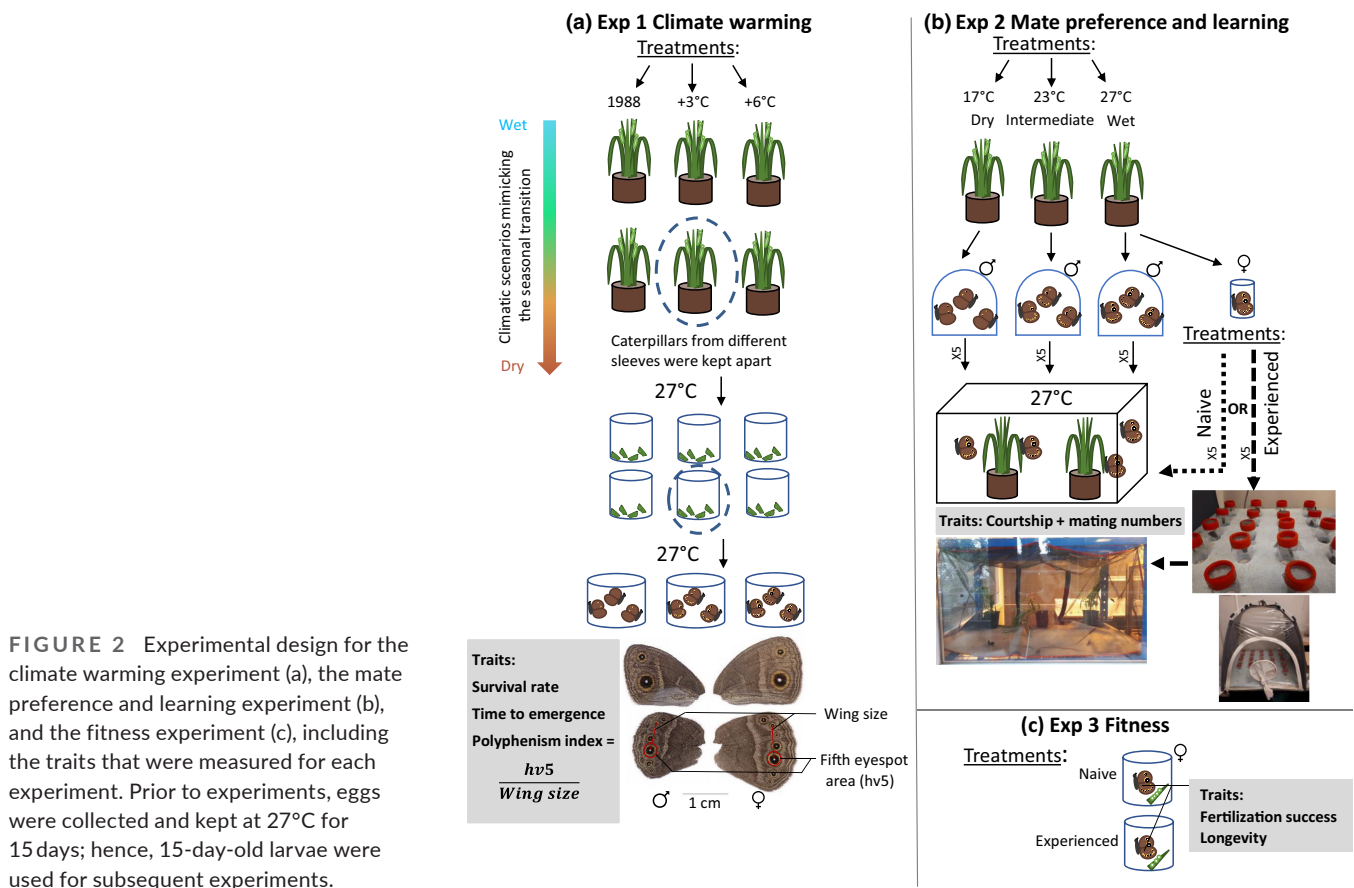 (a) Exp 1 Climate warming
Treatments:
1988 +3°C +6°C
Wet
Climatic scenarios mimicking
the seasonal transition
Dry
Caterpillars from different
sleeves were kept apart
27°C
27°C
Traits:
Survival rate
Time to emergence
Polyphenism index =
hv5
Wing size
Wing size
Fifth eyespot
area (hv5)
♂ 1 cm ♀
(b) Exp 2 Mate preference and learning
Treatments:
17°C 23°C 27°C
Dry Intermediate Wet
♂ ♂ ♂ ♀
X5 X5 X5
Treatments:
Naive OR Experienced
X5 X5
27°C
Traits: Courtship + mating numbers
(c) Exp 3 Fitness
Treatments:
♀
Naive
Experienced
Traits:
Fertilization success
Longevity
FIGURE 2 Experimental design for the
climate warming experiment (a), the mate
preference and learning experiment (b),
and the fitness experiment (c), including
the traits that were measured for each
experiment. Prior to experiments, eggs
were collected and kept at 27°C for
15 days; hence, 15-day-old larvae were
used for subsequent experiments.